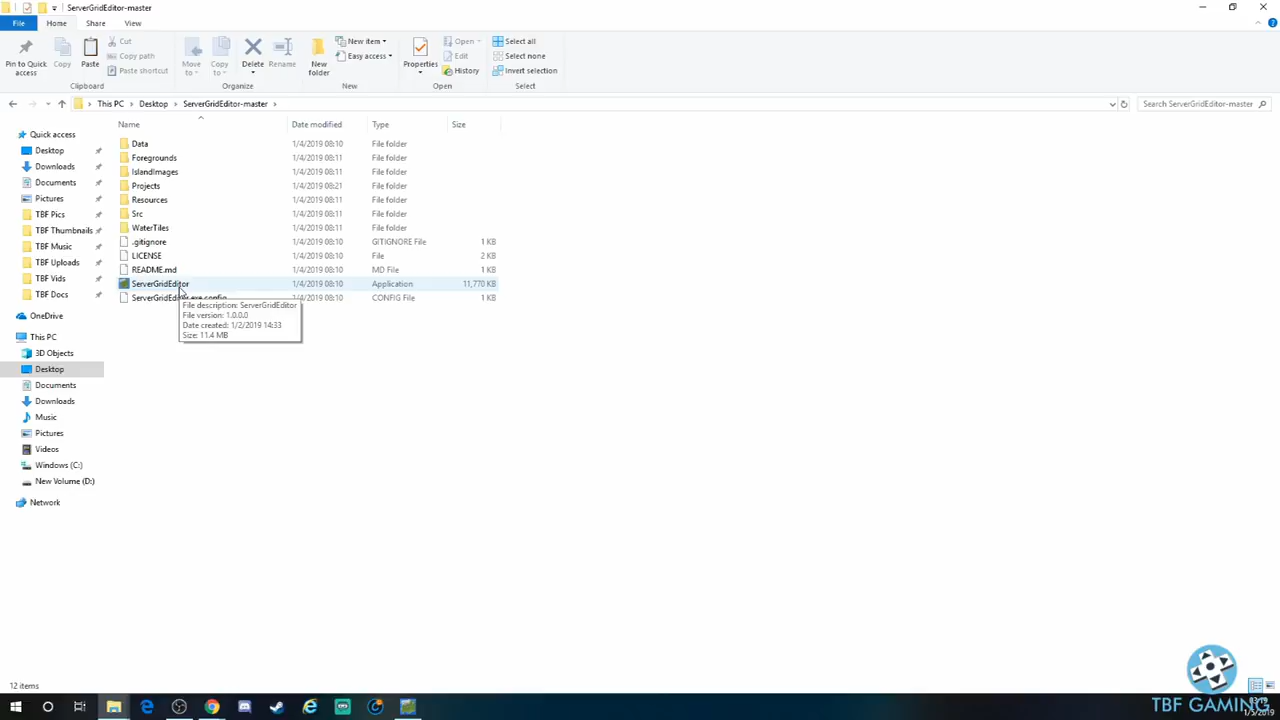 ServerGridEditor-master
File
Home
Share
View
Pin to Quick access
Copy
Paste
Cut
Copy path
Paste shortcut
Clipboard
Move to
Copy to
Delete
Rename
Organize
New folder
New item
Easy access
New
Properties
Open
Edit
History
Open
Select all
Select none
Invert selection
Select
This PC > Desktop > ServerGridEditor-master >
Search ServerGridEditor-master
Name Date modified Type Size
Quick access
Desktop
Downloads
Documents
Pictures
TBF Pics
TBF Thumbnails
TBF Music
TBF Uploads
TBF Vids
TBF Docs
OneDrive
This PC
3D Objects
Desktop
Documents
Downloads
Music
Pictures
Videos
Windows (C:)
New Volume (D:)
Network
Data 1/4/2019 08:10 File folder
Foregrounds 1/4/2019 08:11 File folder
IslandImages 1/4/2019 08:11 File folder
Projects 1/4/2019 08:21 File folder
Resources 1/4/2019 08:11 File folder
Src 1/4/2019 08:11 File folder
WaterTiles 1/4/2019 08:11 File folder
.gitignore 1/4/2019 08:10 GITIGNORE File 1 KB
LICENSE 1/4/2019 08:10 File 2 KB
README.md 1/4/2019 08:10 MD File 1 KB
ServerGridEditor 1/4/2019 08:10 Application 11,770 KB
ServerGridEditor.exe.config 1/4/2019 08:10 CONFIG File 1 KB
File description: ServerGridEditor
File version: 1.0.0.0
Date created: 1/2/2019 14:33
Size: 11.4 MB
12 items
TBF GAMING